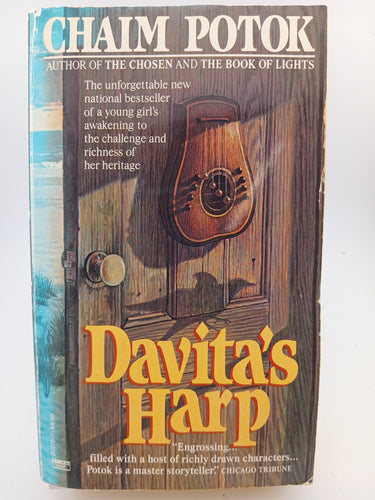 CHAIM POTOK
AUTHOR OF THE CHOSEN AND THE BOOK OF LIGHTS
The unforgettable new
national bestseller
of a young girl's
awakening to
the challenge and
richness of
her heritage
Davita's
Harp
"Engrossing...
filled with a host of richly drawn characters...
Potok is a master storyteller." CHICAGO TRIBUNE
FAWCETT